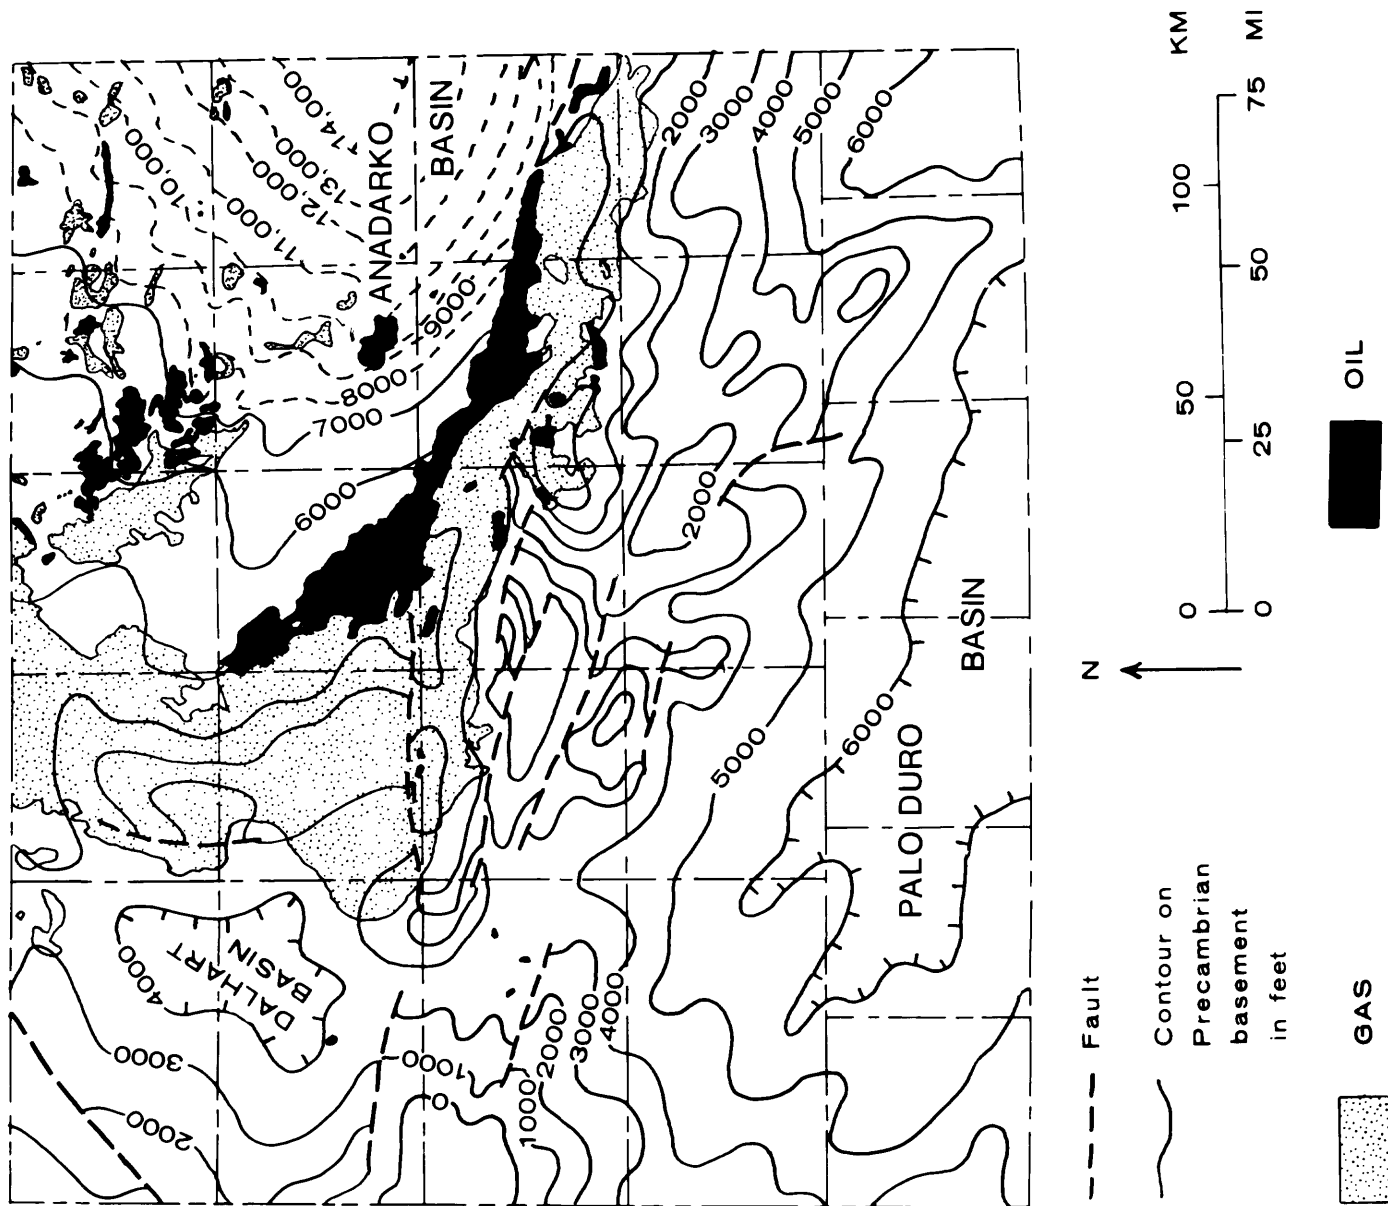 10,000
11,000
12,000
13,000
14,000
ANADARKO
BASIN
9000
8000
7000
6000
DALHART
BASIN
4000
3000
2000
1000
0
1000
2000
3000
4000
2000
2000
3000
4000
5000
6000
5000
6000
PALO DURO
BASIN
N
Fault
Contour on
Precambrian
basement
in feet
GAS
OIL
0 50 100 KM
0 25 50 75 MI